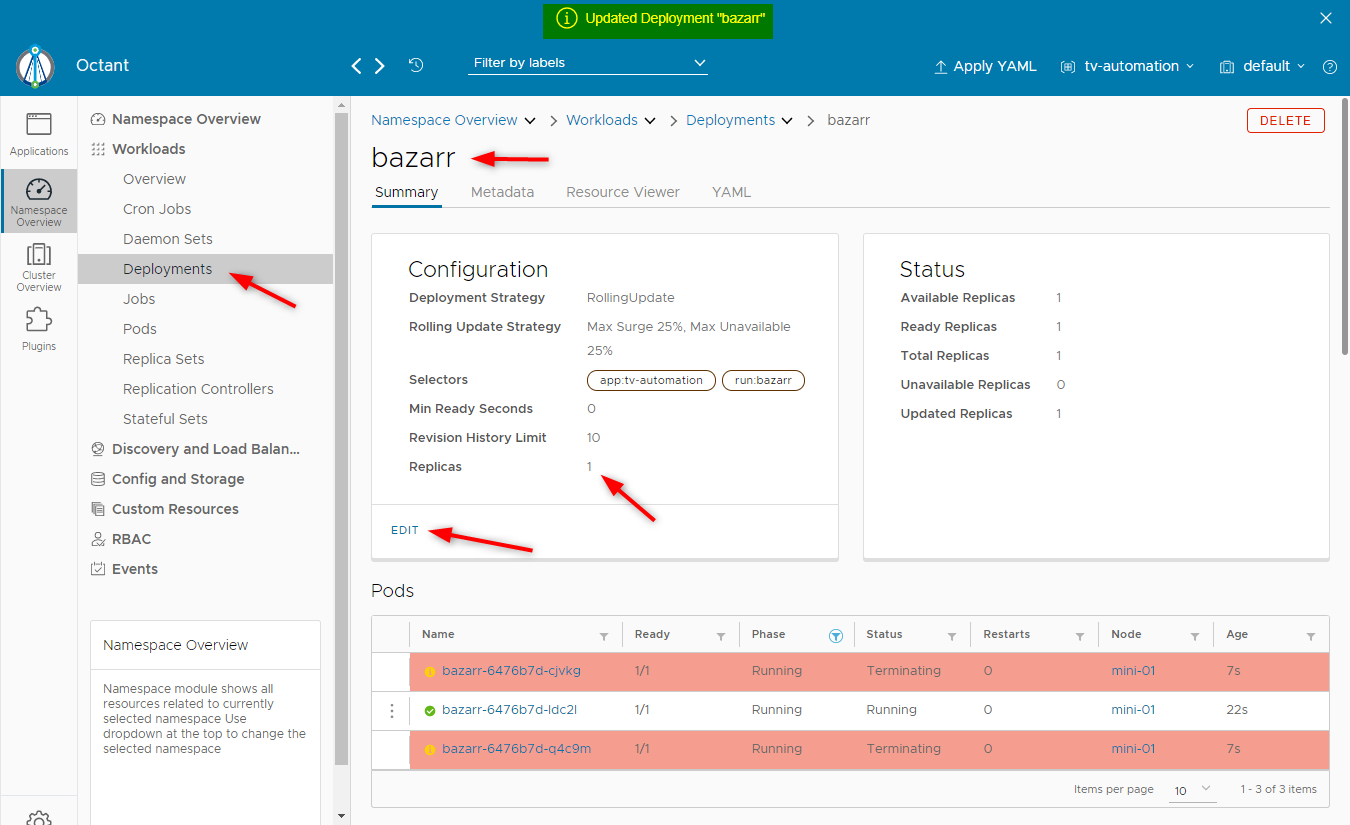 Updated Deployment "bazarr"
Octant
Filter by labels
Apply YAML
tv-automation
default
Applications
Namespace
Overview
Cluster
Overview
Plugins
Namespace Overview
Workloads
Overview
Cron Jobs
Daemon Sets
Deployments
Jobs
Pods
Replica Sets
Replication Controllers
Stateful Sets
Discovery and Load Balan...
Config and Storage
Custom Resources
RBAC
Events
Namespace Overview
Namespace module shows all
resources related to currently
selected namespace Use
dropdown at the top to change the
selected namespace
Namespace Overview > Workloads > Deployments > bazarr
DELETE
bazarr
Summary Metadata Resource Viewer YAML
Configuration
Deployment Strategy RollingUpdate
Rolling Update Strategy Max Surge 25%, Max Unavailable
25%
Selectors app:tv-automation run:bazarr
Min Ready Seconds 0
Revision History Limit 10
Replicas 1
EDIT
Status
Available Replicas 1
Ready Replicas 1
Total Replicas 1
Unavailable Replicas 0
Updated Replicas 1
Pods
Name Ready Phase Status Restarts Node Age
bazarr-6476b7d-cjvkg 1/1 Running Terminating 0 mini-01 7s
bazarr-6476b7d-ldc2l 1/1 Running Running 0 mini-01 22s
bazarr-6476b7d-q4c9m 1/1 Running Terminating 0 mini-01 7s
Items per page 10 1 - 3 of 3 items